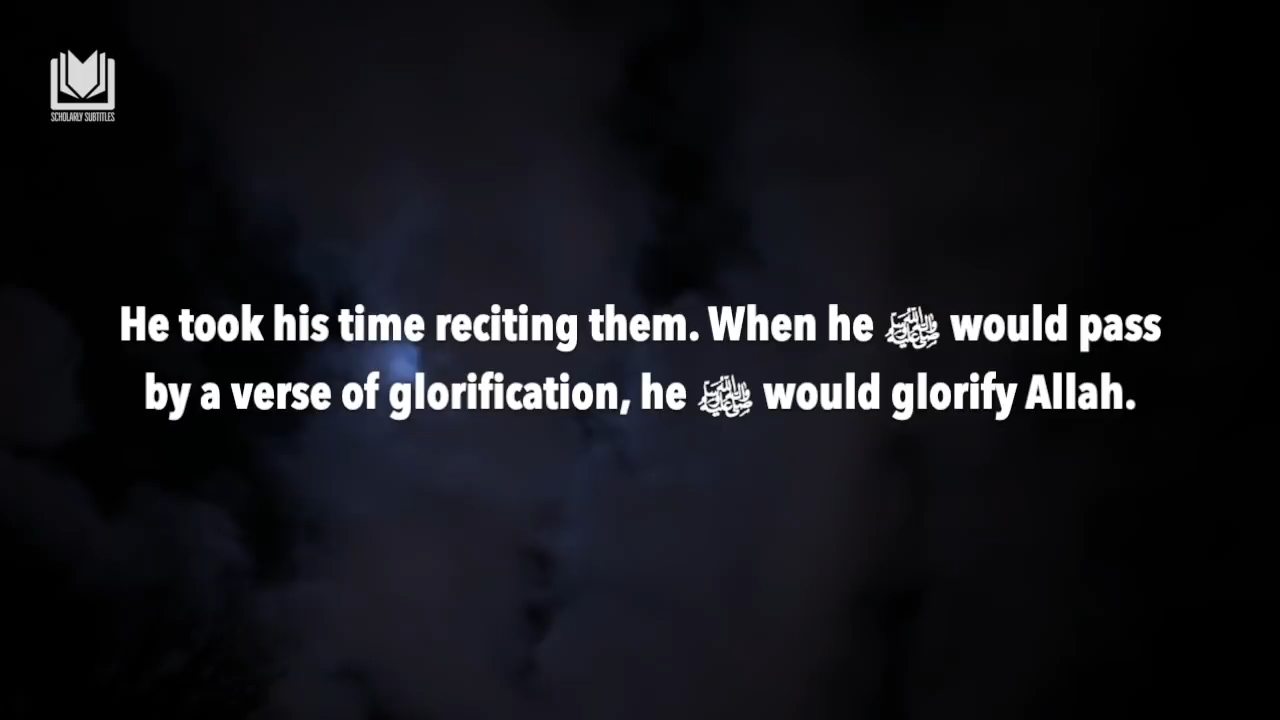 SCHOLARLY SUBTITLES
He took his time reciting them. When he ﷺ would pass
by a verse of glorification, he ﷺ would glorify Allah.